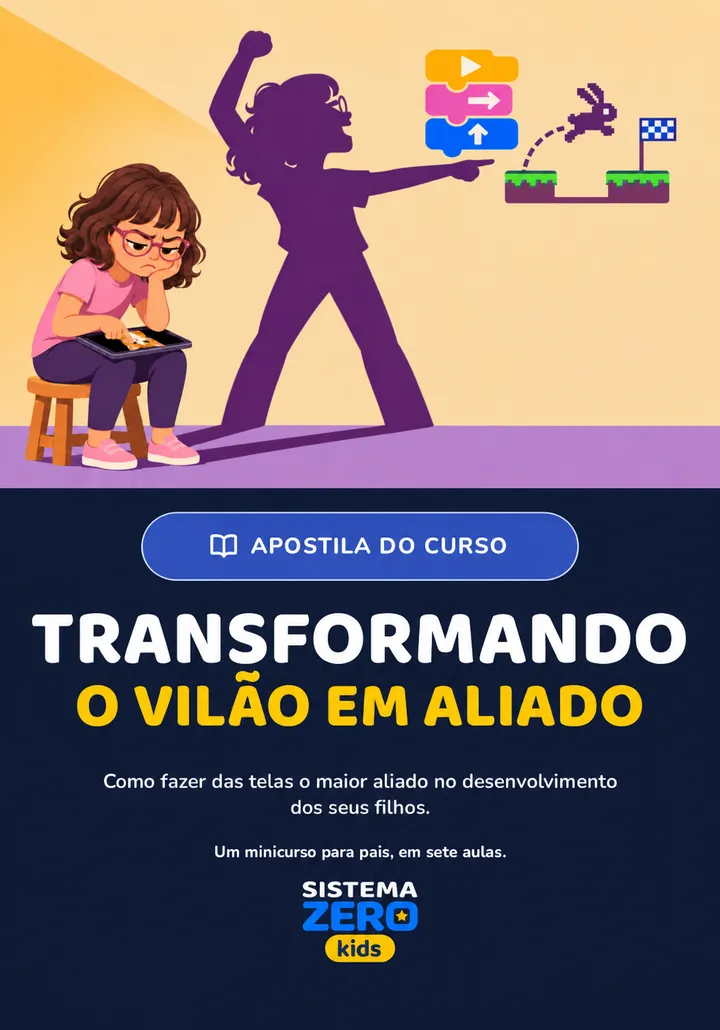 APOSTILA DO CURSO
TRANSFORMANDO
O VILÃO EM ALIADO
Como fazer das telas o maior aliado no desenvolvimento
dos seus filhos.
Um minicurso para pais, em sete aulas.
SISTEMA
ZERO
kids